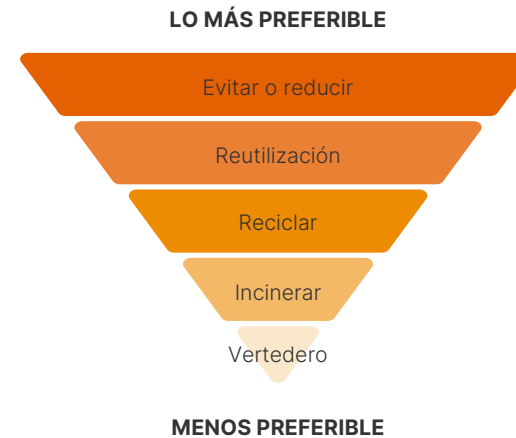 LO MÁS PREFERIBLE
Evitar o reducir
Reutilización
Reciclar
Incinerar
Vertedero
MENOS PREFERIBLE